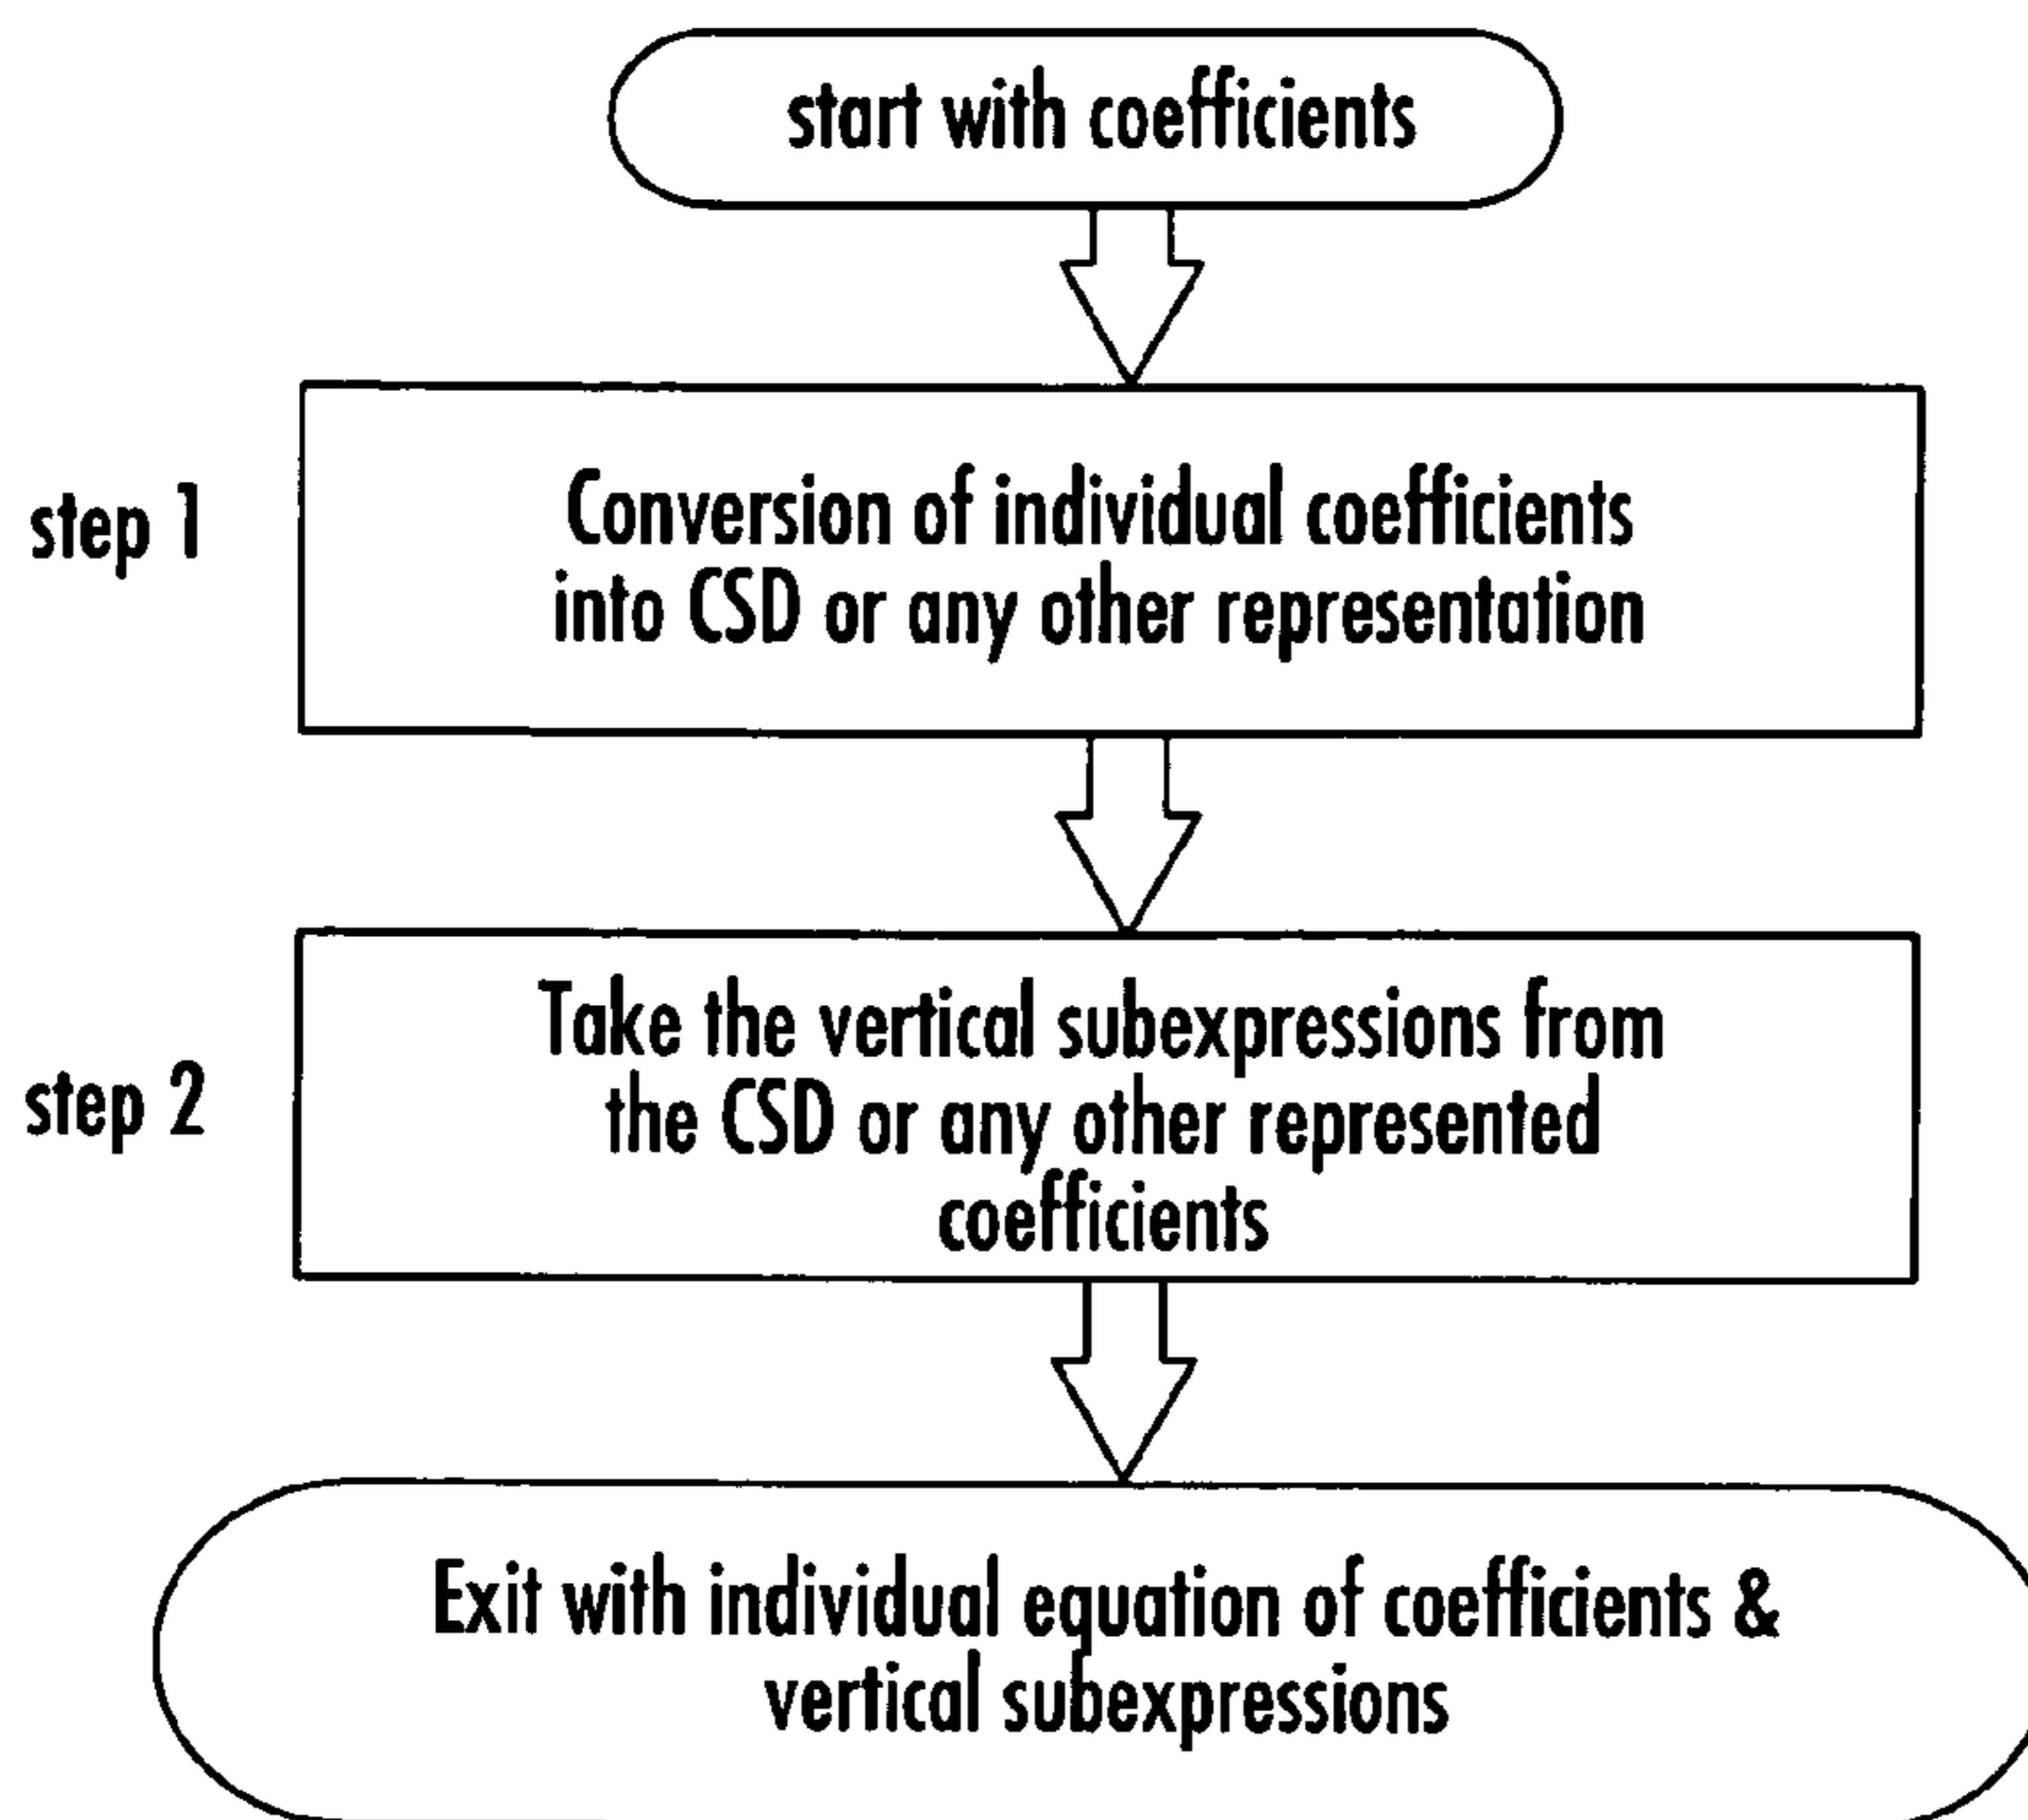 start with coefficients
step 1
Conversion of individual coefficients
into CSD or any other representation
step 2
Take the vertical subexpressions from
the CSD or any other represented
coefficients
Exit with individual equation of coefficients &
vertical subexpressions